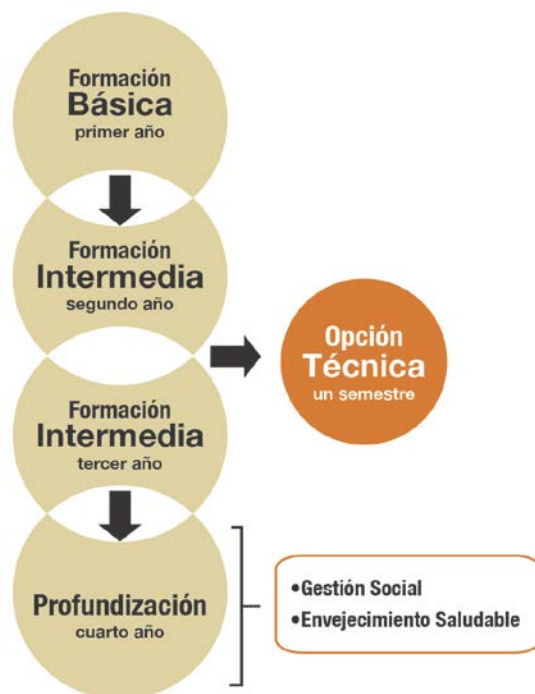 Formación
Básica
primer año
Formación
Intermedia
segundo año
Opción
Técnica
un semestre
Formación
Intermedia
tercer año
Profundización
cuarto año
•Gestión Social
•Envejecimiento Saludable